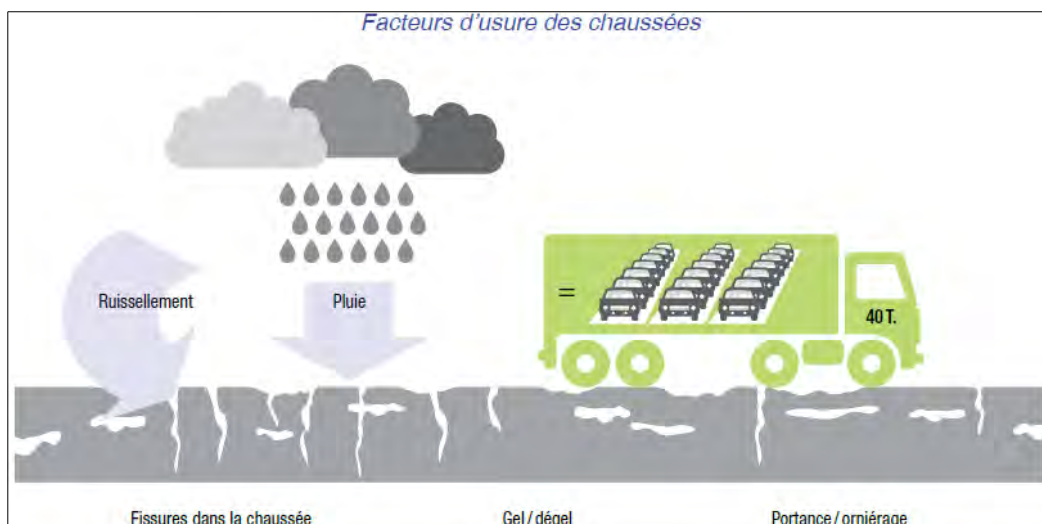 Facteurs d'usure des chaussées
Ruissellement
Pluie
=
40 T.
Fissures dans la chaussée
Gel / dégel
Portance / orniérage